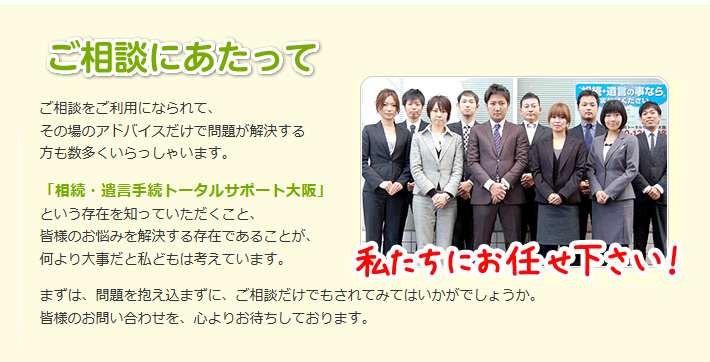 ご相談にあたって
ご相談をご利用になられて、
その場のアドバイスだけで問題が解決する
方も数多くいらっしゃいます。
「相続・遺言手続トータルサポート大阪」
という存在を知っていただくこと、
皆様のお悩みを解決する存在であることが、
何より大事だと私どもは考えています。
相続・遺言の事なら
私たちにお任せ下さい!
まずは、問題を抱え込まずに、ご相談だけでもされてみてはいかがでしょうか。
皆様のお問い合わせを、心よりお待ちしております。